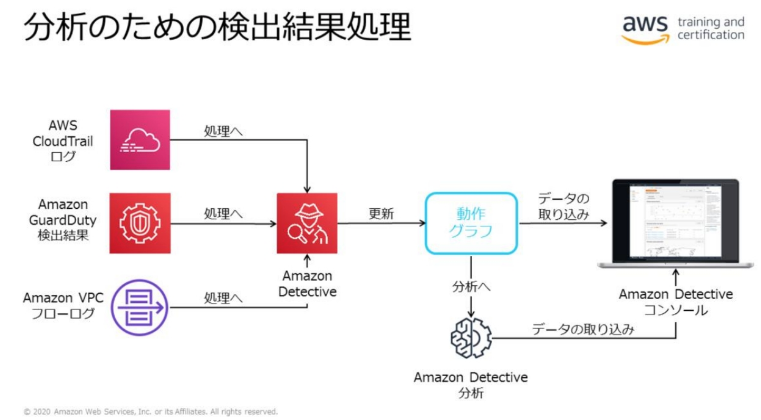 分析のための検出結果処理
aws
training and
certification
AWS
CloudTrail
ログ
処理へ
Amazon
GuardDuty
検出結果
処理へ
Amazon VPC
フローログ
処理へ
Amazon
Detective
更新
動作
グラフ
データの
取り込み
分析へ
Amazon Detective
コンソール
データの取り込み
Amazon Detective
分析
© 2020 Amazon Web Services, Inc. or its Affiliates. All rights reserved.